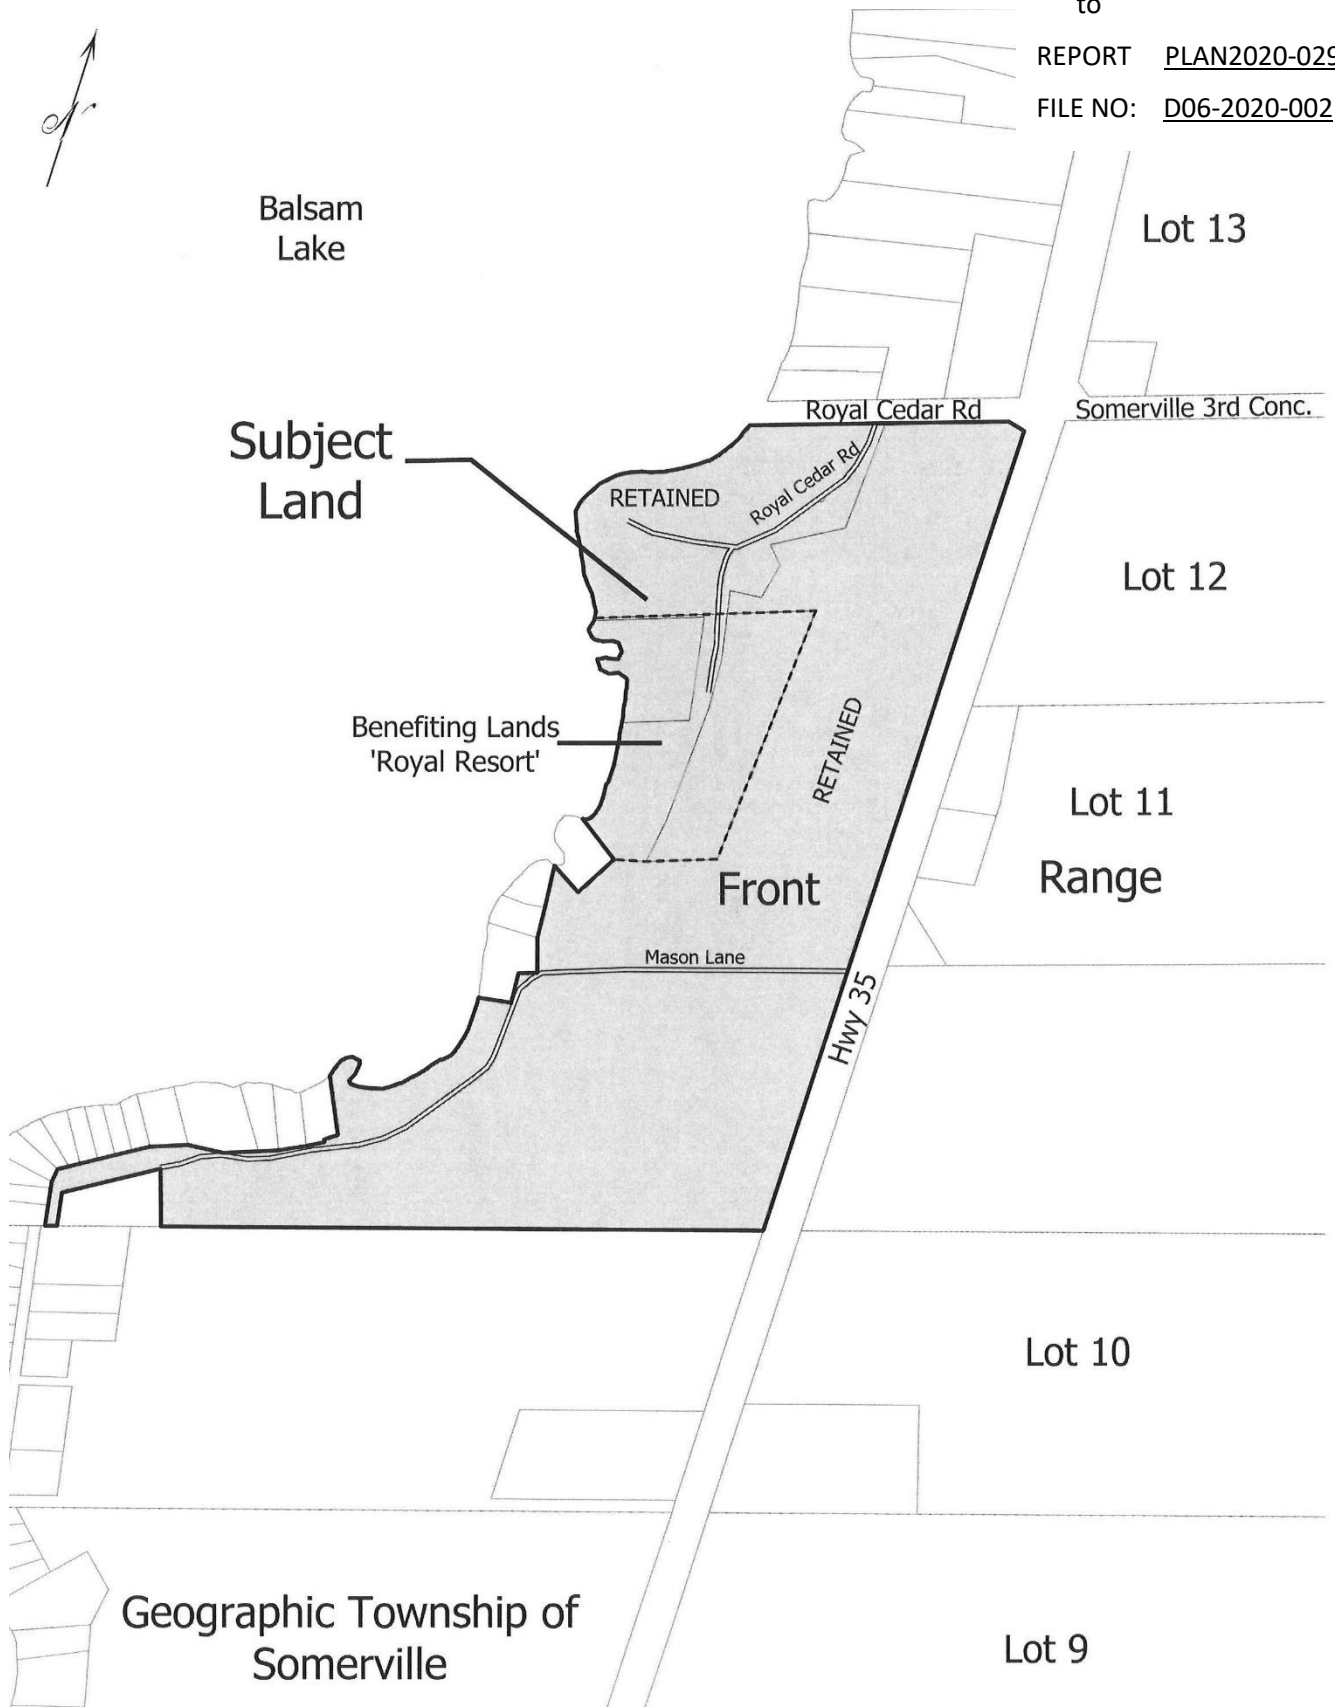 to
REPORT PLAN2020-029
FILE NO: D06-2020-002
Balsam
Lake
Lot 13
Royal Cedar Rd
Somerville 3rd Conc.
Subject
Land
RETAINED
Royal Cedar Rd
Lot 12
Benefiting Lands
'Royal Resort'
RETAINED
Lot 11
Range
Front
Mason Lane
Hwy 35
Lot 10
Geographic Township of
Somerville
Lot 9